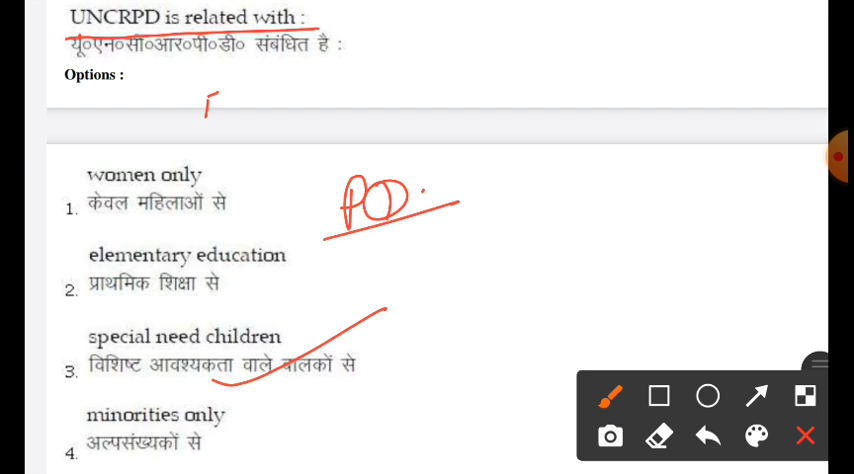 UNCRPD is related with :
यू०एन०सी०आर०पी०डी० संबंधित है :
Options :
women only
1. केवल महिलाओं से
elementary education
2. प्राथमिक शिक्षा से
special need children
3. विशिष्ट आवश्यकता वाले बालकों से
minorities only
4. अल्पसंख्यकों से
PD.